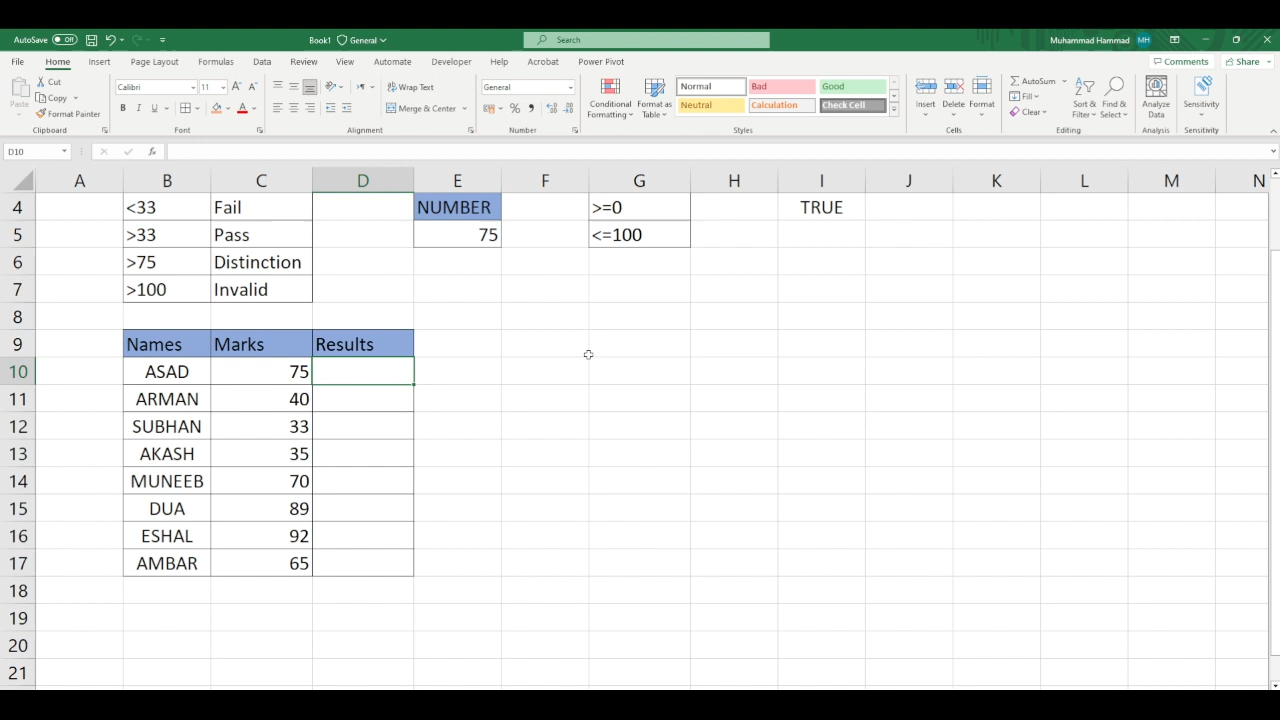 AutoSave Off Book1 General Search Muhammad Hammad MH
File Home Insert Page Layout Formulas Data Review View Automate Developer Help Acrobat Power Pivot Comments Share
Paste Cut Copy Format Painter Clipboard
Calibri 11 B I U A Font
Wrap Text Merge & Center Alignment
General % Number
Conditional Formatting Format as Table Normal Bad Good Neutral Calculation Check Cell Styles
Insert Delete Format Cells
AutoSum Fill Clear Sort & Filter Find & Select Editing
Analyze Data Analysis
Sensitivity Sensitivity
D10 fx
A B C D E F G H I J K L M N
4 <33 Fail NUMBER >=0 TRUE
5 >33 Pass 75 <=100
6 >75 Distinction
7 >100 Invalid
8
9 Names Marks Results
10 ASAD 75
11 ARMAN 40
12 SUBHAN 33
13 AKASH 35
14 MUNEEB 70
15 DUA 89
16 ESHAL 92
17 AMBAR 65
18
19
20
21